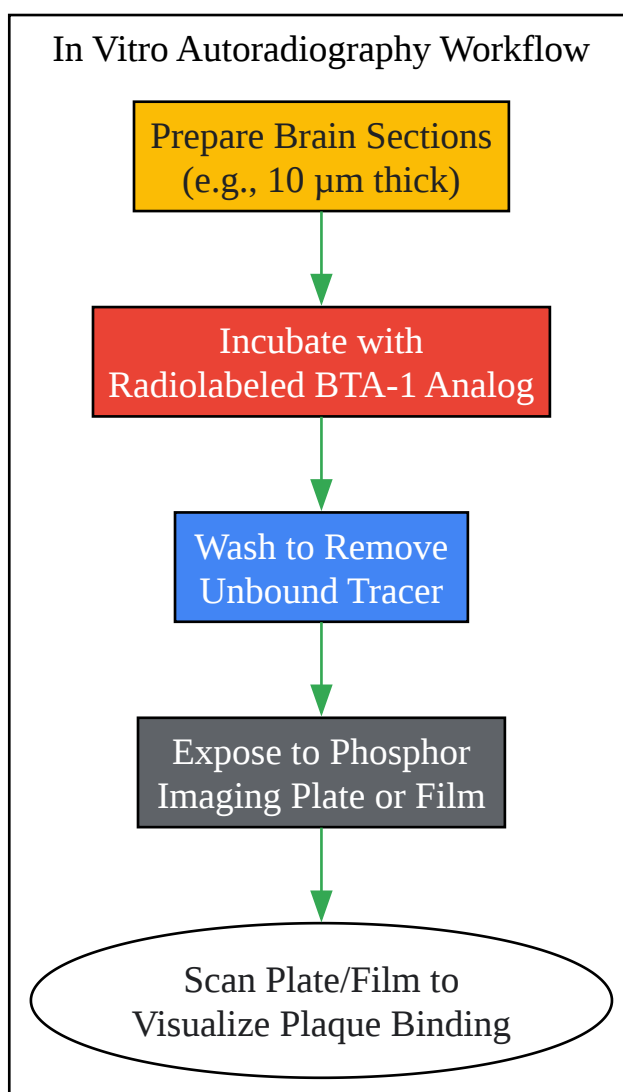 In Vitro Autoradiography Workflow
Prepare Brain Sections
(e.g., 10 µm thick)
Incubate with
Radiolabeled BTA-1 Analog
Wash to Remove
Unbound Tracer
Expose to Phosphor
Imaging Plate or Film
Scan Plate/Film to
Visualize Plaque Binding